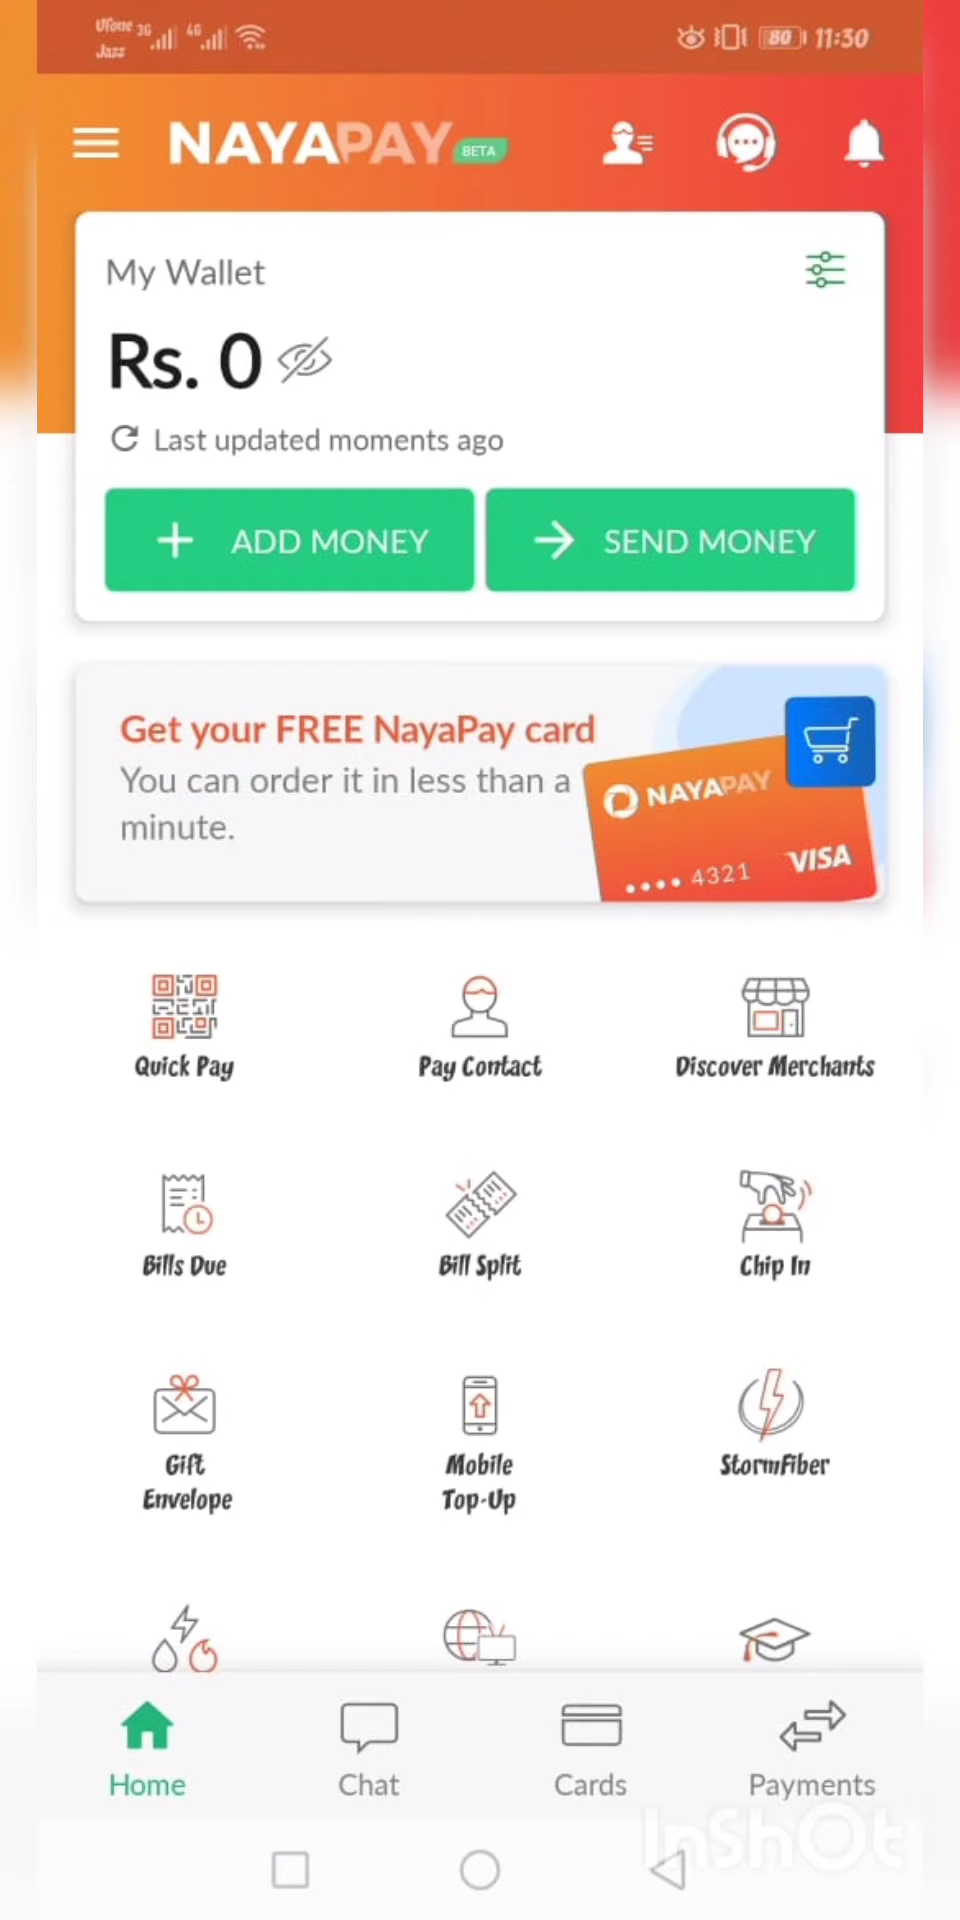 Ufone 3G 4G
Jazz
80 11:30
NAYAPAY BETA
My Wallet
Rs. 0
Last updated moments ago
+ ADD MONEY
→ SEND MONEY
Get your FREE NayaPay card
You can order it in less than a
minute.
NAYAPAY
•••• 4321 VISA
Quick Pay
Pay Contact
Discover Merchants
Bills Due
Bill Split
Chip In
Gift
Envelope
Mobile
Top-Up
StormFiber
Home
Chat
Cards
Payments
InShOt